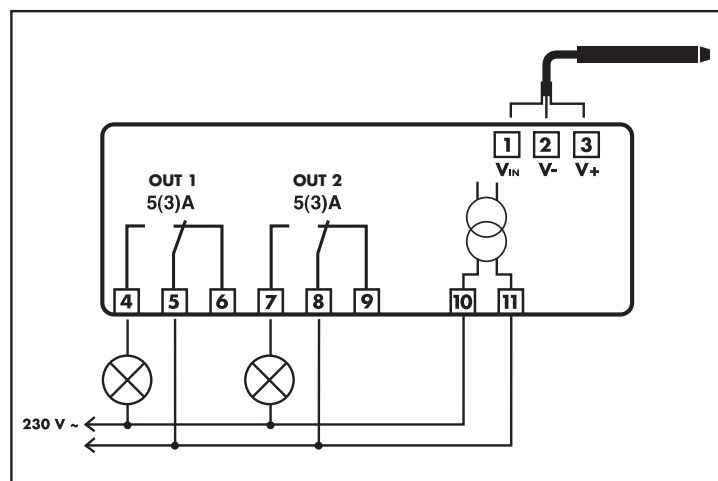 1 2 3
VIN V- V+
OUT 1 OUT 2
5(3)A 5(3)A
4 5 6 7 8 9 10 11
230 V ~